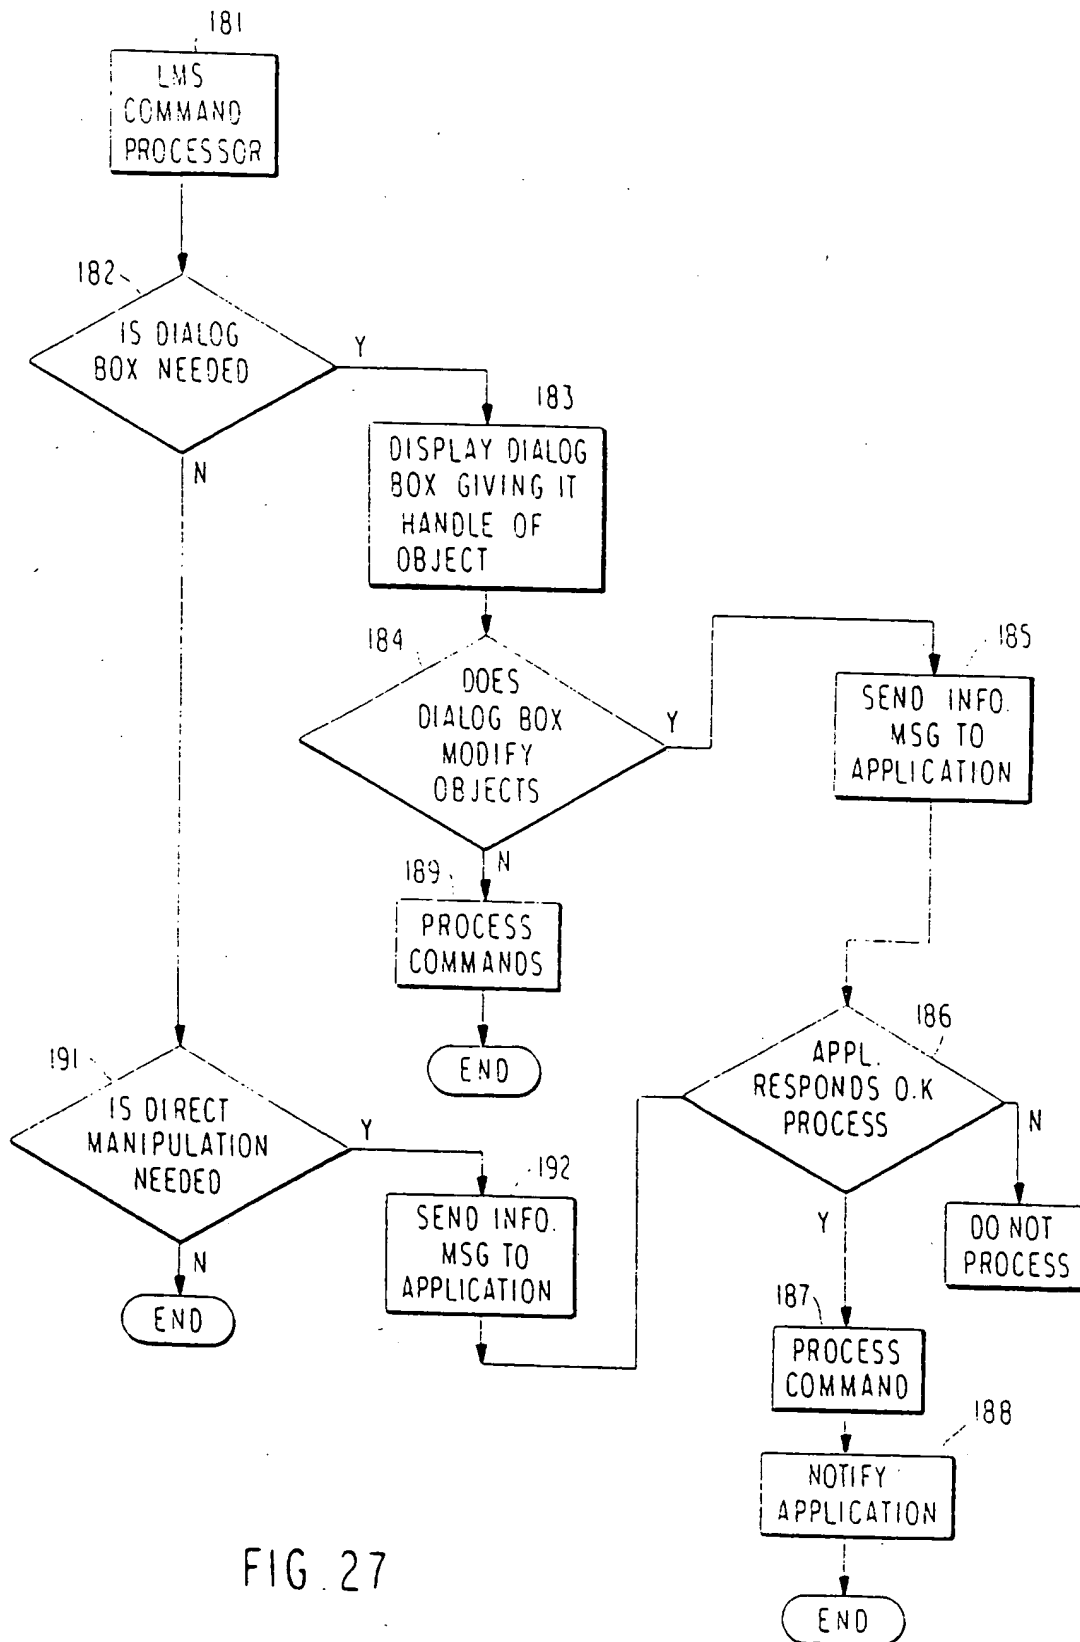 181
LMS
COMMAND
PROCESSOR
182
IS DIALOG
BOX NEEDED
Y
N
183
DISPLAY DIALOG
BOX GIVING IT
HANDLE OF
OBJECT
184
DOES
DIALOG BOX
MODIFY
OBJECTS
Y
N
185
SEND INFO.
MSG TO
APPLICATION
189
PROCESS
COMMANDS
END
186
APPL.
RESPONDS O.K
PROCESS
N
Y
DO NOT
PROCESS
191
IS DIRECT
MANIPULATION
NEEDED
Y
N
END
192
SEND INFO.
MSG TO
APPLICATION
187
PROCESS
COMMAND
188
NOTIFY
APPLICATION
END
FIG. 27